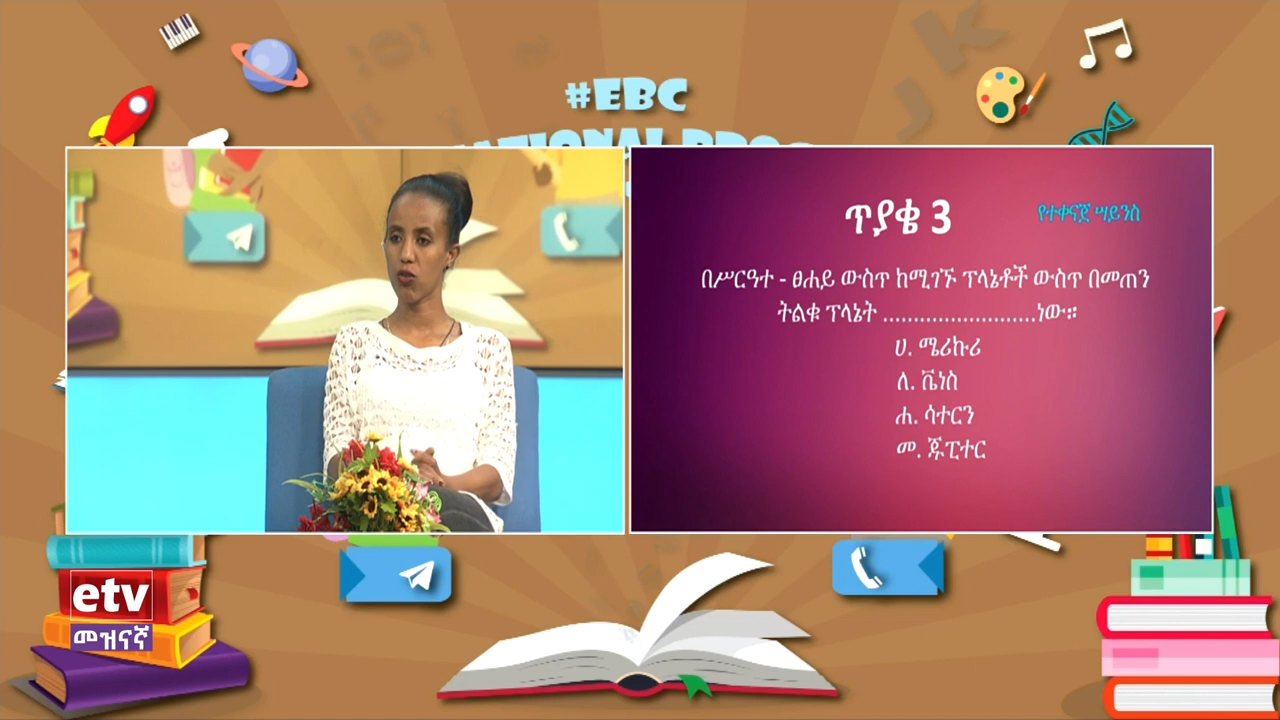 #EBC
ጥያቄ 3
የተቀናጀ ሣይንስ
በሥርዓተ - ፀሐይ ውስጥ ከሚገኙ ፕላኔቶች ውስጥ በመጠን
ትልቁ ፕላኔት .........................ነው።
ሀ. ሜሪኩሪ
ለ. ቬነስ
ሐ. ሳተርን
መ. ጁፒተር
etv
መዝናኛ